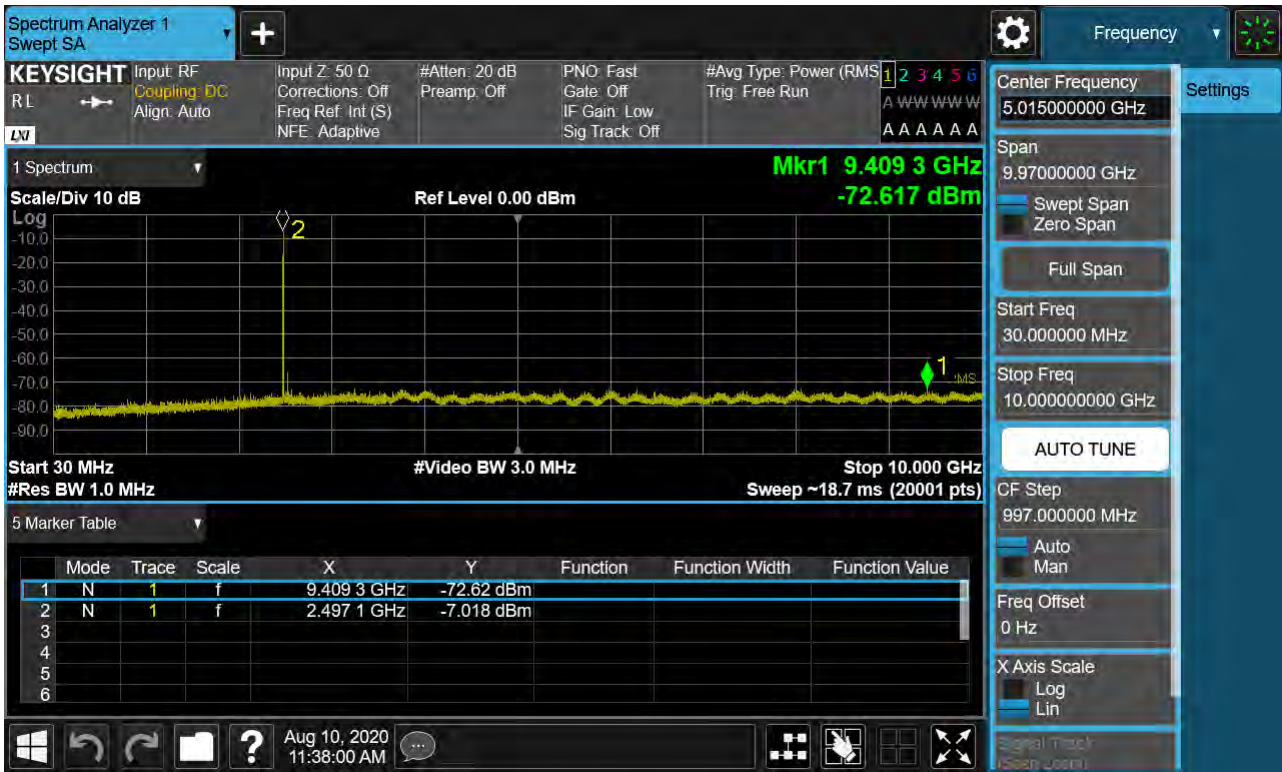 Spectrum Analyzer 1
Swept SA
+
Frequency
KEYSIGHT
RL
LXI
Input: RF
Coupling: DC
Align: Auto
Input Z: 50 Ω
Corrections: Off
Freq Ref: Int (S)
NFE: Adaptive
#Atten: 20 dB
Preamp: Off
PNO: Fast
Gate: Off
IF Gain: Low
Sig Track: Off
#Avg Type: Power (RMS
Trig: Free Run
1 2 3 4 5 6
A W W W W W
A A A A A A
1 Spectrum
Mkr1 9.409 3 GHz
Scale/Div 10 dB
Ref Level 0.00 dBm
-72.617 dBm
Log
2
-10.0
-20.0
-30.0
-40.0
-50.0
-60.0
1
-70.0
-80.0
-90.0
Start 30 MHz
#Video BW 3.0 MHz
Stop 10.000 GHz
#Res BW 1.0 MHz
Sweep ~18.7 ms (20001 pts)
5 Marker Table
Mode Trace Scale X Y Function Function Width Function Value
1 N 1 f 9.409 3 GHz -72.62 dBm
2 N 1 f 2.497 1 GHz -7.018 dBm
3
4
5
6
?
Aug 10, 2020
11:38:00 AM
Center Frequency
5.015000000 GHz
Settings
Span
9.97000000 GHz
Swept Span
Zero Span
Full Span
Start Freq
30.000000 MHz
Stop Freq
10.000000000 GHz
AUTO TUNE
CF Step
997.000000 MHz
Auto
Man
Freq Offset
0 Hz
X Axis Scale
Log
Lin
Signal Track
(Span Zoom)